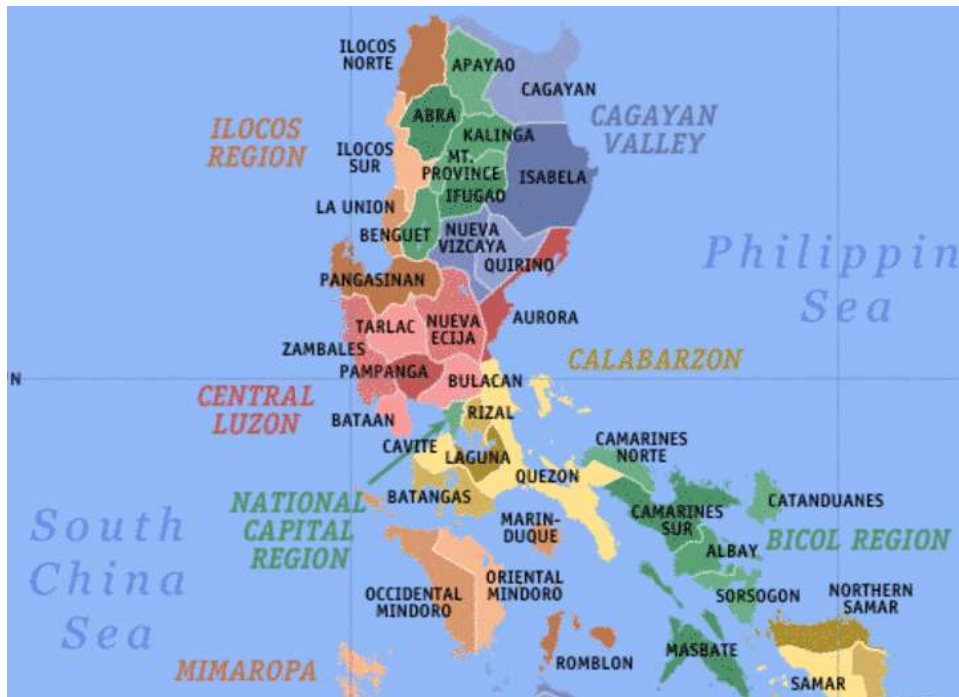 ILOCOS
NORTE
APAYAO
CAGAYAN
ABRA
CAGAYAN
VALLEY
ILOCOS
REGION
KALINGA
ILOCOS
SUR
MT.
PROVINCE
ISABELA
IFUGAO
LA UNION
BENGUET
NUEVA
VIZCAYA
QUIRINO
Philippin
Sea
PANGASINAN
AURORA
TARLAC
NUEVA
ECIJA
ZAMBALES
CALABARZON
PAMPANGA
N
BULACAN
CENTRAL
LUZON
BATAAN
RIZAL
CAVITE
CAMARINES
NORTE
LAGUNA
QUEZON
BATANGAS
NATIONAL
CAPITAL
REGION
CATANDUANES
MARIN-
DUQUE
CAMARINES
SUR
South
China
Sea
ALBAY
BICOL REGION
OCCIDENTAL
MINDORO
ORIENTAL
MINDORO
SORSOGON
NORTHERN
SAMAR
MIMAROPA
ROMBLON
MASBATE
SAMAR